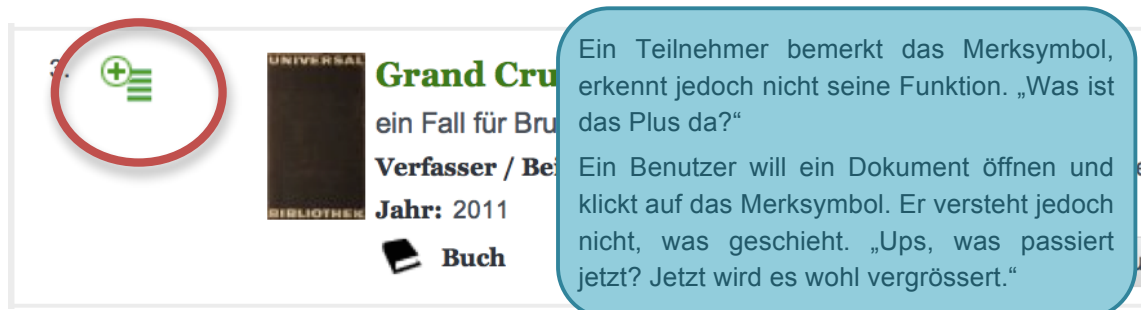 3.
UNIVERSAL
BIBLIOTHEK
Grand Cru
ein Fall für Bru
Verfasser / Bei
Jahr: 2011
Buch
Ein Teilnehmer bemerkt das Merksymbol,
erkennt jedoch nicht seine Funktion. „Was ist
das Plus da?“
Ein Benutzer will ein Dokument öffnen und
klickt auf das Merksymbol. Er versteht jedoch
nicht, was geschieht. „Ups, was passiert
jetzt? Jetzt wird es wohl vergrössert.“